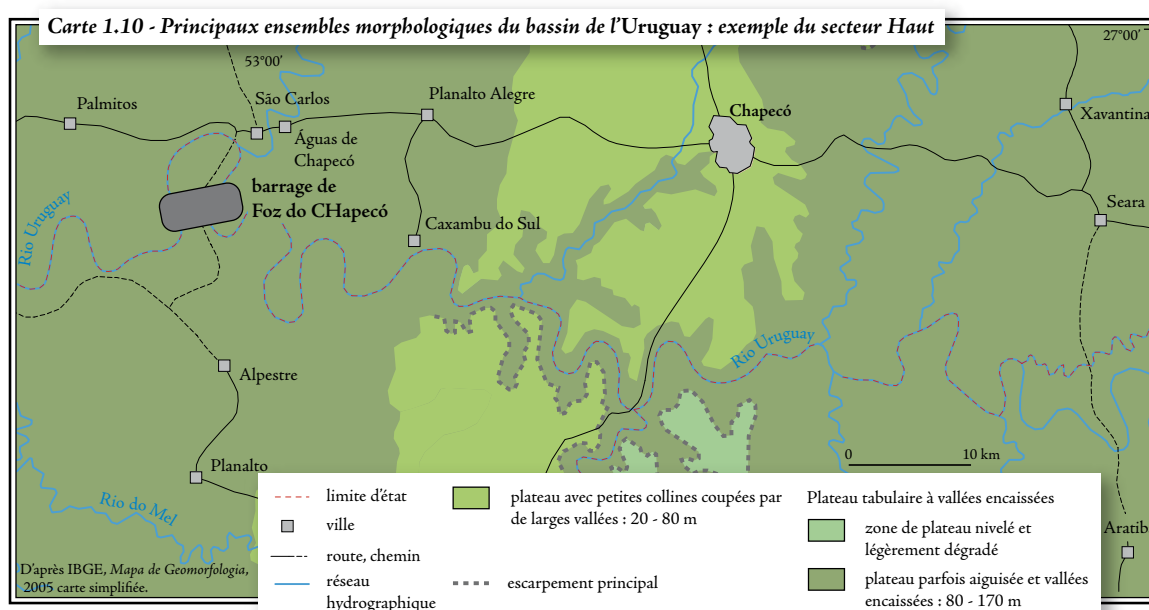 Carte 1.10 - Principaux ensembles morphologiques du bassin de l'Uruguay : exemple du secteur Haut
27°00'
53°00'
Palmitos
São Carlos
Planalto Alegre
Chapecó
Xavantina
Águas de
Chapecó
barrage de
Foz do CHapecó
Caxambu do Sul
Seara
Rio Uruguay
Rio Uruguay
Alpestre
Planalto
Rio do Mel
0 10 km
Aratib
limite d'état
ville
route, chemin
réseau
hydrographique
plateau avec petites collines coupées par
de larges vallées : 20 - 80 m
escarpement principal
Plateau tabulaire à vallées encaissées
zone de plateau nivelé et
légèrement dégradé
plateau parfois aiguisée et vallées
encaissées : 80 - 170 m
D'après IBGE, Mapa de Geomorfologia,
2005 carte simplifiée.